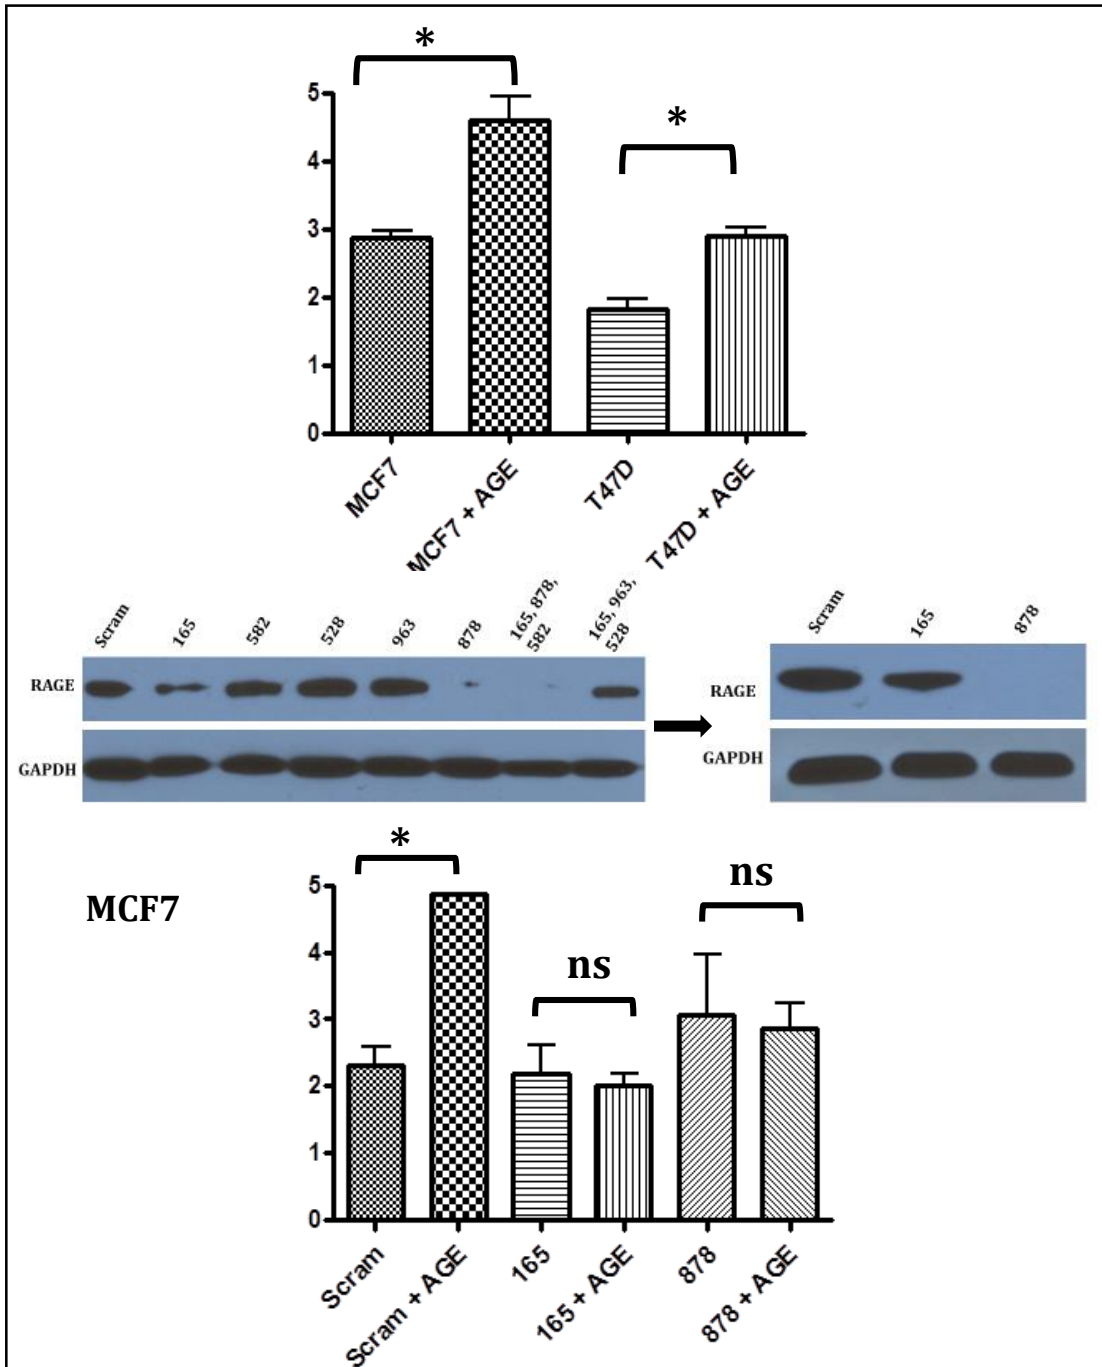 *
*
5
4
3
2
1
0
MCF7
MCF7 + AGE
T47D
T47D + AGE
Scram
165
582
528
963
878
165, 878,
582
165, 963,
528
RAGE
GAPDH
Scram
165
878
RAGE
GAPDH
MCF7
*
ns
ns
5
4
3
2
1
0
Scram
Scram + AGE
165
165 + AGE
878
878 + AGE